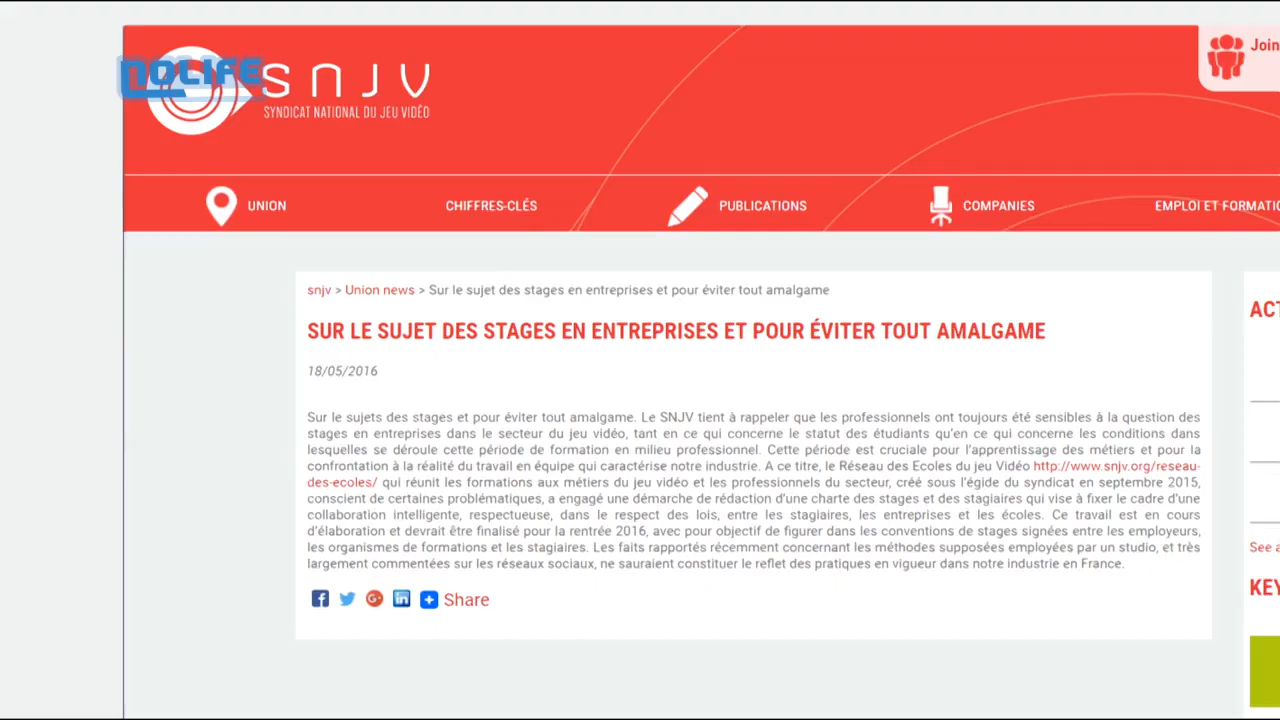 NOLIFE
SNJV
SYNDICAT NATIONAL DU JEU VIDÉO
Join
UNION
CHIFFRES-CLÉS
PUBLICATIONS
COMPANIES
EMPLOI ET FORMATIO
snjv > Union news > Sur le sujet des stages en entreprises et pour éviter tout amalgame
SUR LE SUJET DES STAGES EN ENTREPRISES ET POUR ÉVITER TOUT AMALGAME
18/05/2016
Sur le sujets des stages et pour éviter tout amalgame. Le SNJV tient à rappeler que les professionnels ont toujours été sensibles à la question des
stages en entreprises dans le secteur du jeu vidéo, tant en ce qui concerne le statut des étudiants qu'en ce qui concerne les conditions dans
lesquelles se déroule cette période de formation en milieu professionnel. Cette période est cruciale pour l'apprentissage des métiers et pour la
confrontation à la réalité du travail en équipe qui caractérise notre industrie. A ce titre, le Réseau des Ecoles du jeu Vidéo http://www.snjv.org/reseau-
des-ecoles/ qui réunit les formations aux métiers du jeu vidéo et les professionnels du secteur, créé sous l'égide du syndicat en septembre 2015,
conscient de certaines problématiques, a engagé une démarche de rédaction d'une charte des stages et des stagiaires qui vise à fixer le cadre d'une
collaboration intelligente, respectueuse, dans le respect des lois, entre les stagiaires, les entreprises et les écoles. Ce travail est en cours
d'élaboration et devrait être finalisé pour la rentrée 2016, avec pour objectif de figurer dans les conventions de stages signées entre les employeurs,
les organismes de formations et les stagiaires. Les faits rapportés récemment concernant les méthodes supposées employées par un studio, et très
largement commentées sur les réseaux sociaux, ne sauraient constituer le reflet des pratiques en vigueur dans notre industrie en France.
Share
ACT
See a
KEY